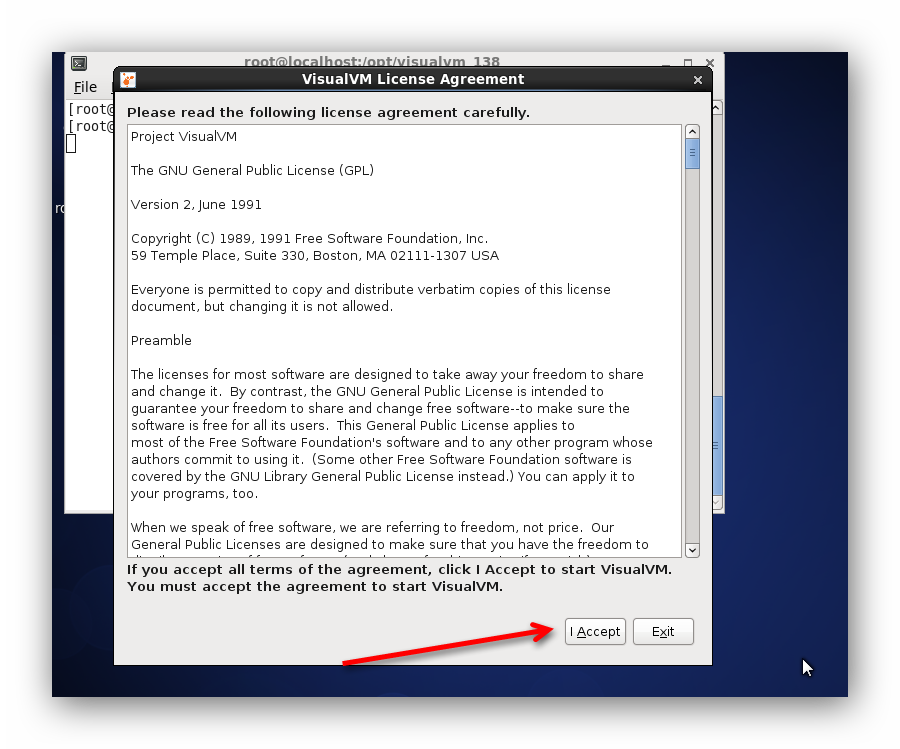 root@localhost:/opt/visualvm_138
VisualVM License Agreement
File
[root@
[root@
Please read the following license agreement carefully.
Project VisualVM
The GNU General Public License (GPL)
Version 2, June 1991
Copyright (C) 1989, 1991 Free Software Foundation, Inc.
59 Temple Place, Suite 330, Boston, MA 02111-1307 USA
Everyone is permitted to copy and distribute verbatim copies of this license
document, but changing it is not allowed.
Preamble
The licenses for most software are designed to take away your freedom to share
and change it.  By contrast, the GNU General Public License is intended to
guarantee your freedom to share and change free software--to make sure the
software is free for all its users.  This General Public License applies to
most of the Free Software Foundation's software and to any other program whose
authors commit to using it.  (Some other Free Software Foundation software is
covered by the GNU Library General Public License instead.) You can apply it to
your programs, too.
When we speak of free software, we are referring to freedom, not price.  Our
General Public Licenses are designed to make sure that you have the freedom to
If you accept all terms of the agreement, click I Accept to start VisualVM.
You must accept the agreement to start VisualVM.
I Accept
Exit